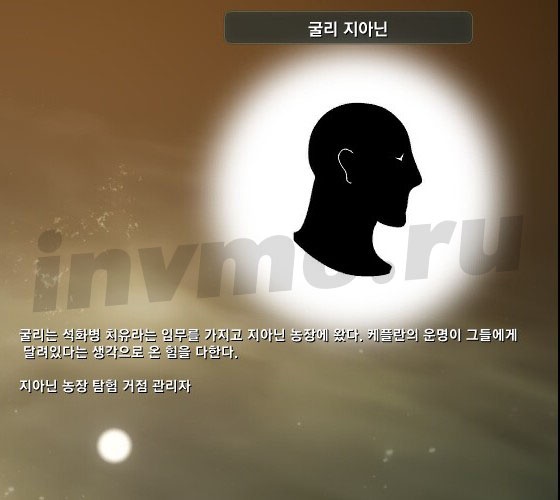 굴리 지아닌
invmc.ru
굴리는 석화병 치유라는 임무를 가지고 지아닌 농장에 왔다. 케플란의 운명이 그들에게
달려있다는 생각으로 온 힘을 다한다.
지아닌 농장 탐험 거점 관리자